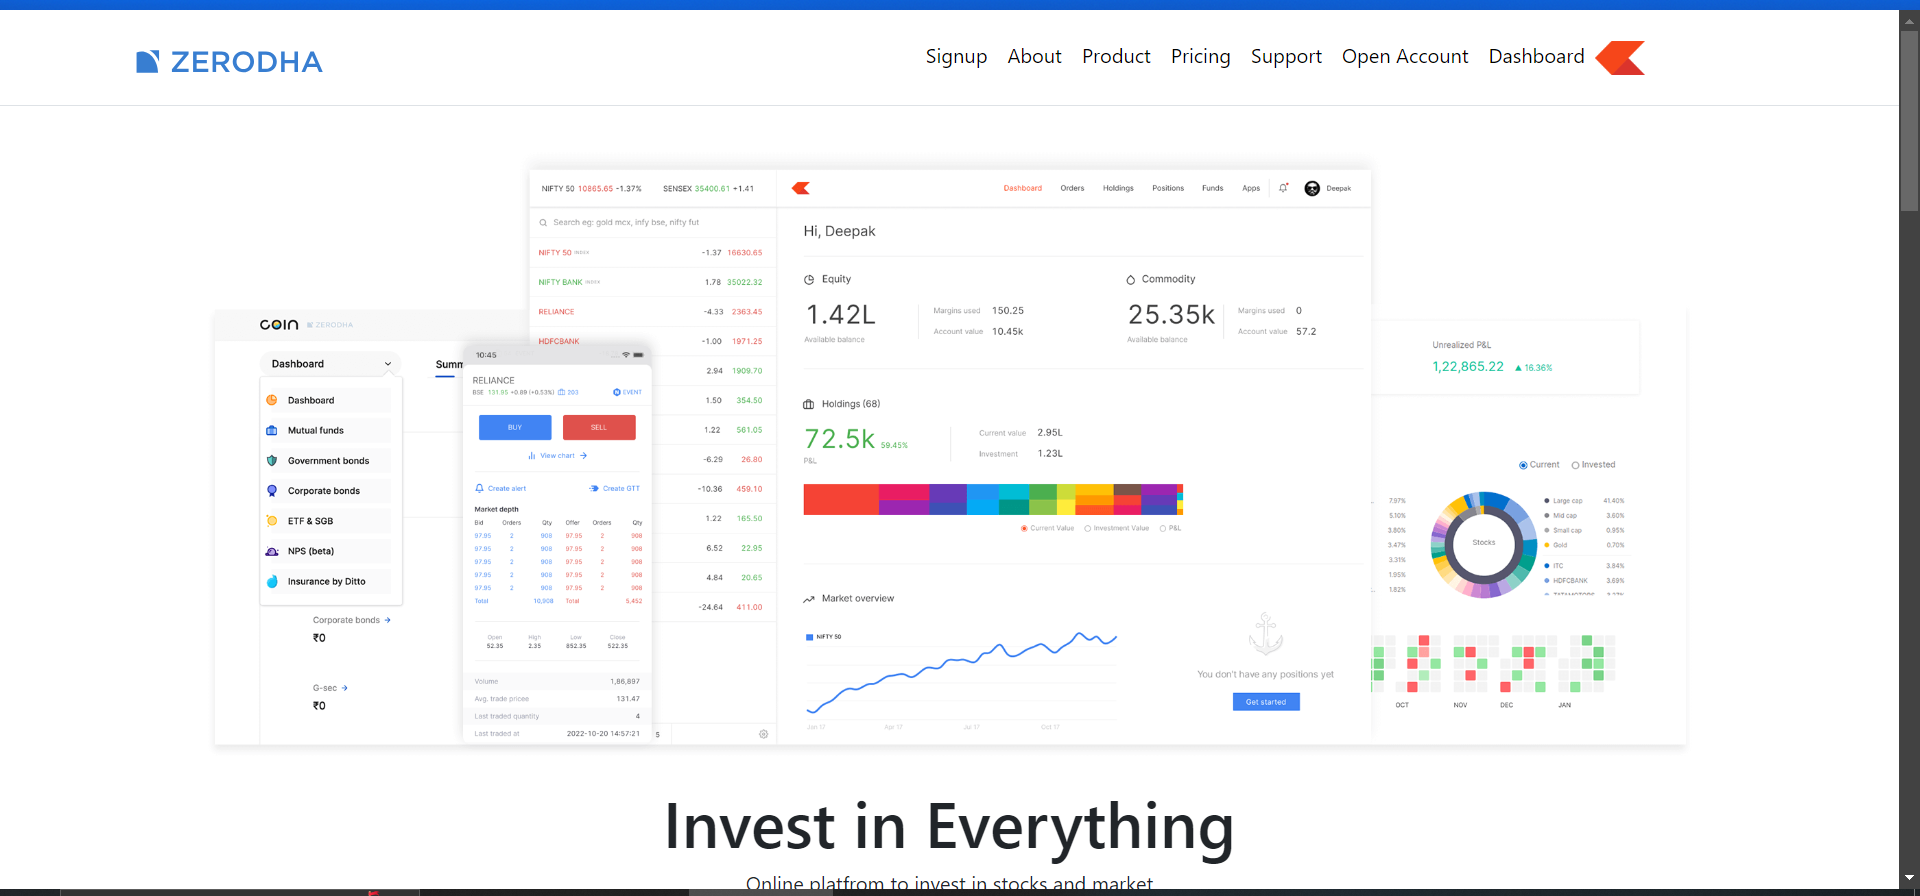 ZERODHA
Signup About Product Pricing Support Open Account Dashboard
NIFTY 50 10865.65 -1.37% SENSEX 35400.61 +1.41
Dashboard Orders Holdings Positions Funds Apps Deepak
Search eg: gold mcx, infy bse, nifty fut
NIFTY 50 INDEX -1.37 16630.65
NIFTY BANK INDEX 1.78 35022.32
RELIANCE -4.33 2363.45
HDFCBANK -1.00 1971.25
2.94 1909.70
1.50 354.50
1.22 561.05
-6.29 26.80
-10.36 459.10
1.22 165.50
6.52 22.95
4.84 20.65
-24.64 411.00
5
Hi, Deepak
Equity
1.42L
Available balance
Margins used 150.25
Account value 10.45k
Commodity
25.35k
Available balance
Margins used 0
Account value 57.2
Holdings (68)
72.5k 59.45%
P&L
Current value 2.95L
Investment 1.23L
Current Value Investment Value P&L
Market overview
NIFTY 50
Jan 17 Apr 17 Jul 17 Oct 17
You don't have any positions yet
Get started
coin ZERODHA
Dashboard
Summ
Dashboard
Mutual funds
Government bonds
Corporate bonds
ETF & SGB
NPS (beta)
Insurance by Ditto
Corporate bonds →
₹0
G-sec →
₹0
10:45
RELIANCE
BSE 131.95 +0.89 (+0.53%) 203 EVENT
BUY SELL
View chart →
Create alert Create GTT
Market depth
Bid Orders Qty Offer Orders Qty
97.95 2 908 97.95 2 908
97.95 2 908 97.95 2 908
97.95 2 908 97.95 2 908
97.95 2 908 97.95 2 908
97.95 2 908 97.95 2 908
Total 10,908 Total 5,452
Open High Low Close
52.35 2.35 852.35 522.35
Volume 1,86,897
Avg. trade pricee 131.47
Last traded quantity 4
Last traded at 2022-10-20 14:57:21
Unrealized P&L
1,22,865.22 ▲ 16.36%
Current Invested
7.97%
5.10%
3.80%
3.47%
3.31%
1.95%
1.82%
Stocks
Large cap 41.40%
Mid cap 3.60%
Small cap 0.95%
Gold 0.70%
ITC 3.84%
HDFCBANK 3.69%
OCT NOV DEC JAN
Invest in Everything
Online platfrom to invest in stocks and market